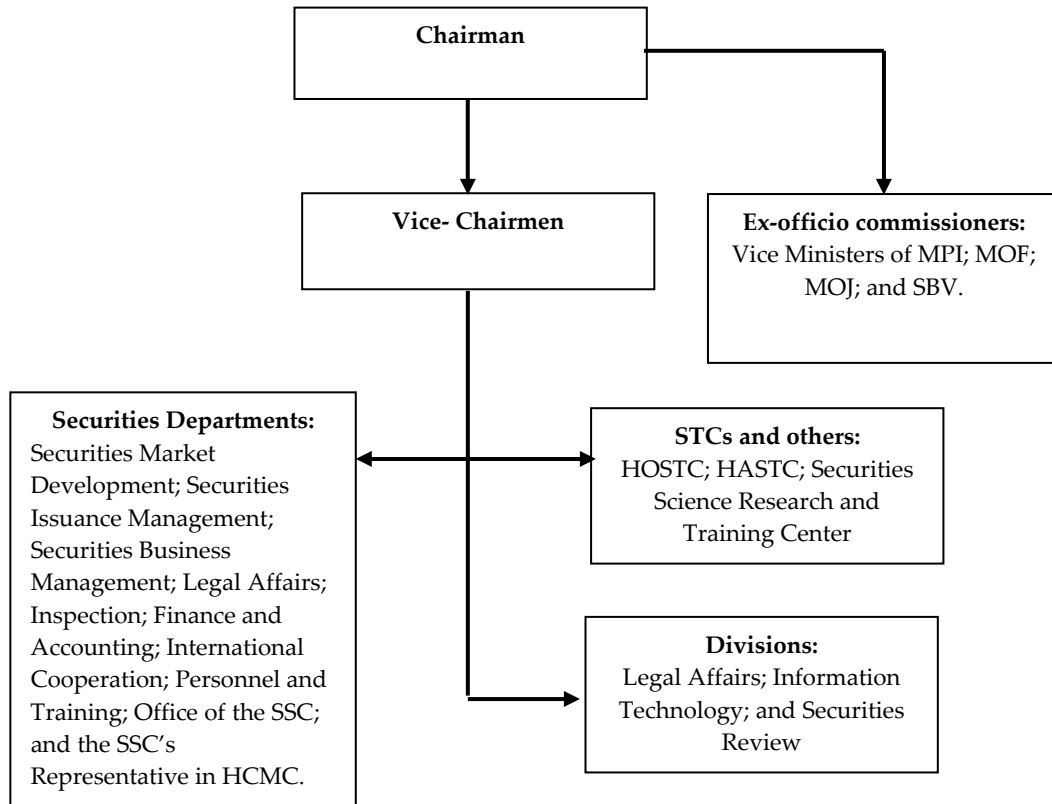 Chairman
Vice- Chairmen
Ex-officio commissioners:
Vice Ministers of MPI; MOF;
MOJ; and SBV.
Securities Departments:
Securities Market
Development; Securities
Issuance Management;
Securities Business
Management; Legal Affairs;
Inspection; Finance and
Accounting; International
Cooperation; Personnel and
Training; Office of the SSC;
and the SSC’s
Representative in HCMC.
STCs and others:
HOSTC; HASTC; Securities
Science Research and
Training Center
Divisions:
Legal Affairs; Information
Technology; and Securities
Review